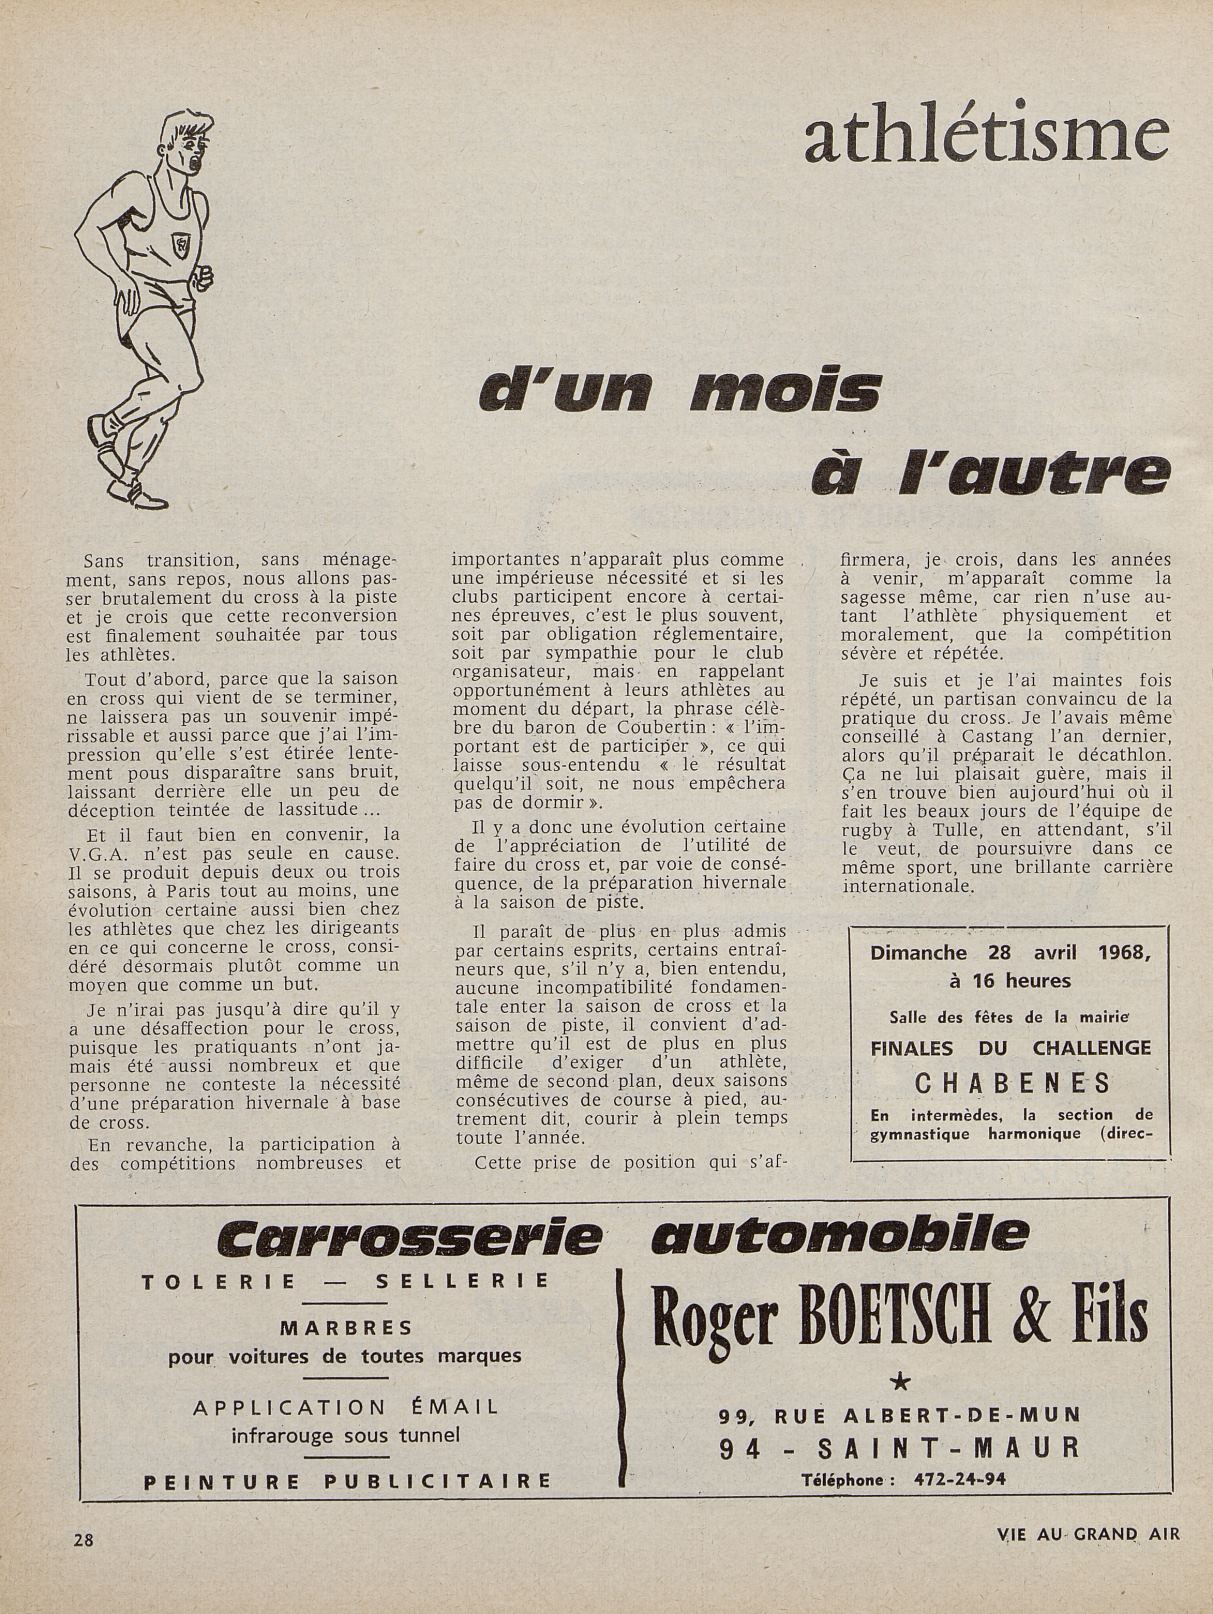 athlétisme
d'un mois
à l'autre
Sans transition, sans ménage-
ment, sans repos, nous allons pas-
ser brutalement du cross à la piste
et je crois que cette reconversion
est finalement souhaitée par tous
les athlètes.
Tout d'abord, parce que la saison
en cross qui vient de se terminer,
ne laissera pas un souvenir impé-
rissable et aussi parce que j'ai l'im-
pression qu'elle s'est étirée lente-
ment pous disparaître sans bruit,
laissant derrière elle un peu de
déception teintée de lassitude...
Et il faut bien en convenir, la
V.G.A. n'est pas seule en cause.
Il se produit depuis deux ou trois
saisons, à Paris tout au moins, une
évolution certaine aussi bien chez
les athlètes que chez les dirigeants
en ce qui concerne le cross, consi-
déré désormais plutôt comme un
moyen que comme un but.
Je n'irai pas jusqu'à dire qu'il y
a une désaffection pour le cross,
puisque les pratiquants n'ont ja-
mais été aussi nombreux et que
personne ne conteste la nécessité
d'une préparation hivernale à base
de cross.
En revanche, la participation à
des compétitions nombreuses et
importantes n'apparaît plus comme
une impérieuse nécessité et si les
clubs participent encore à certai-
nes épreuves, c'est le plus souvent,
soit par obligation réglementaire,
soit par sympathie pour le club
organisateur, mais en rappelant
opportunément à leurs athlètes au
moment du départ, la phrase célè-
bre du baron de Coubertin : « l'im-
portant est de participer », ce qui
laisse sous-entendu « le résultat
quelqu'il soit, ne nous empêchera
pas de dormir ».
Il y a donc une évolution certaine
de l'appréciation de l'utilité de
faire du cross et, par voie de consé-
quence, de la préparation hivernale
à la saison de piste.
Il paraît de plus en plus admis
par certains esprits, certains entraî-
neurs que, s'il n'y a, bien entendu,
aucune incompatibilité fondamen-
tale enter la saison de cross et la
saison de piste, il convient d'ad-
mettre qu'il est de plus en plus
difficile d'exiger d'un athlète,
même de second plan, deux saisons
consécutives de course à pied, au-
trement dit, courir à plein temps
toute l'année.
Cette prise de position qui s'af-
firmera, je crois, dans les années
à venir, m'apparaît comme la
sagesse même, car rien n'use au-
tant l'athlète physiquement et
moralement, que la compétition
sévère et répétée.
Je suis et je l'ai maintes fois
répété, un partisan convaincu de la
pratique du cross. Je l'avais même
conseillé à Castang l'an dernier,
alors qu'il préparait le décathlon.
Ça ne lui plaisait guère, mais il
s'en trouve bien aujourd'hui où il
fait les beaux jours de l'équipe de
rugby à Tulle, en attendant, s'il
le veut, de poursuivre dans ce
même sport, une brillante carrière
internationale.
Dimanche 28 avril 1968,
à 16 heures
Salle des fêtes de la mairie
FINALES DU CHALLENGE
CHABENES
En intermèdes, la section de
gymnastique harmonique (direc-
Carrosserie automobile
TOLERIE — SELLERIE
MARBRES
pour voitures de toutes marques
APPLICATION ÉMAIL
infrarouge sous tunnel
PEINTURE PUBLICITAIRE
Roger BOETSCH & Fils
99, RUE ALBERT-DE-MUN
94 - SAINT-MAUR
Téléphone : 472-24-94
28
VIE AU GRAND AIR